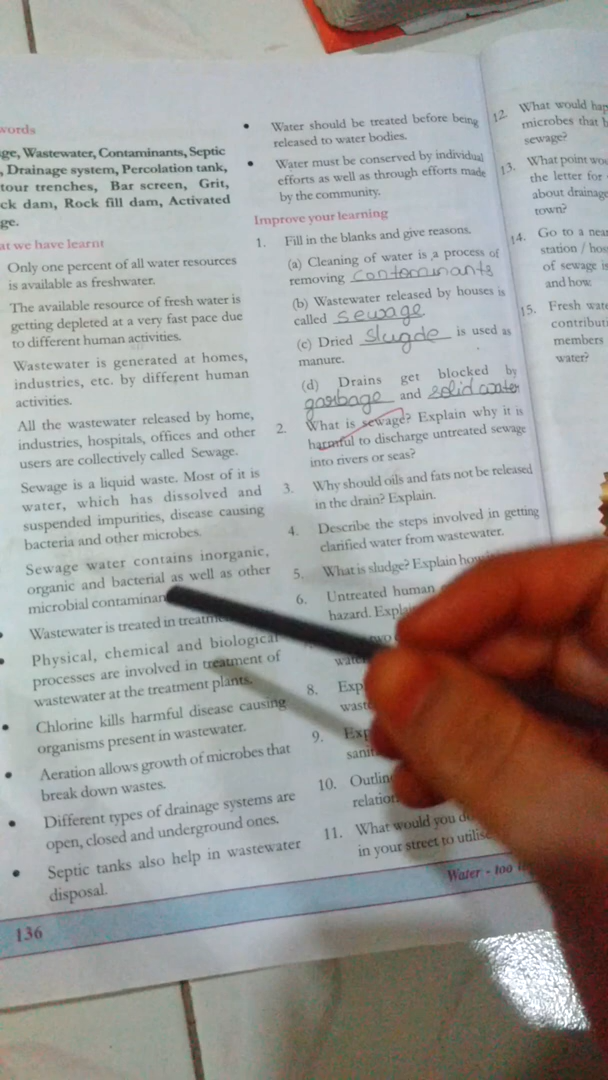 words
ge, Wastewater, Contaminants, Septic
, Drainage system, Percolation tank,
tour trenches, Bar screen, Grit,
ck dam, Rock fill dam, Activated
ge.
at we have learnt
Only one percent of all water resources
is available as freshwater.
The available resource of fresh water is
getting depleted at a very fast pace due
to different human activities.
Wastewater is generated at homes,
industries, etc. by different human
activities.
All the wastewater released by home,
industries, hospitals, offices and other
users are collectively called Sewage.
Sewage is a liquid waste. Most of it is
water, which has dissolved and
suspended impurities, disease causing
bacteria and other microbes.
Sewage water contains inorganic,
organic and bacterial as well as other
microbial contaminan
Wastewater is treated in treatm
• Physical, chemical and biological
processes are involved in treatment of
wastewater at the treatment plants.
• Chlorine kills harmful disease causing
organisms present in wastewater.
• Aeration allows growth of microbes that
break down wastes.
• Different types of drainage systems are
open, closed and underground ones.
• Septic tanks also help in wastewater
disposal.
136
• Water should be treated before being
released to water bodies.
• Water must be conserved by individual
efforts as well as through efforts made
by the community.
Improve your learning
1. Fill in the blanks and give reasons.
(a) Cleaning of water is a process of
removing contominants
(b) Wastewater released by houses is
called sewage
(c) Dried slugde is used as
manure.
(d) Drains get blocked by
garbage and solid water
2. What is sewage? Explain why it is
harmful to discharge untreated sewage
into rivers or seas?
3. Why should oils and fats not be released
in the drain? Explain.
4. Describe the steps involved in getting
clarified water from wastewater.
5. What is sludge? Explain how
6. Untreated human
hazard. Expla
two
wate
8. Exp
wast
9. Exp
sanit
10. Outlin
relation
11. What would you do
in your street to utilise
Water - too
12. What would hap
microbes that b
sewage?
13. What point wou
the letter for
about drainage
town?
14. Go to a near
station / hou
of sewage is
and how.
15. Fresh wate
contributi
members
water?